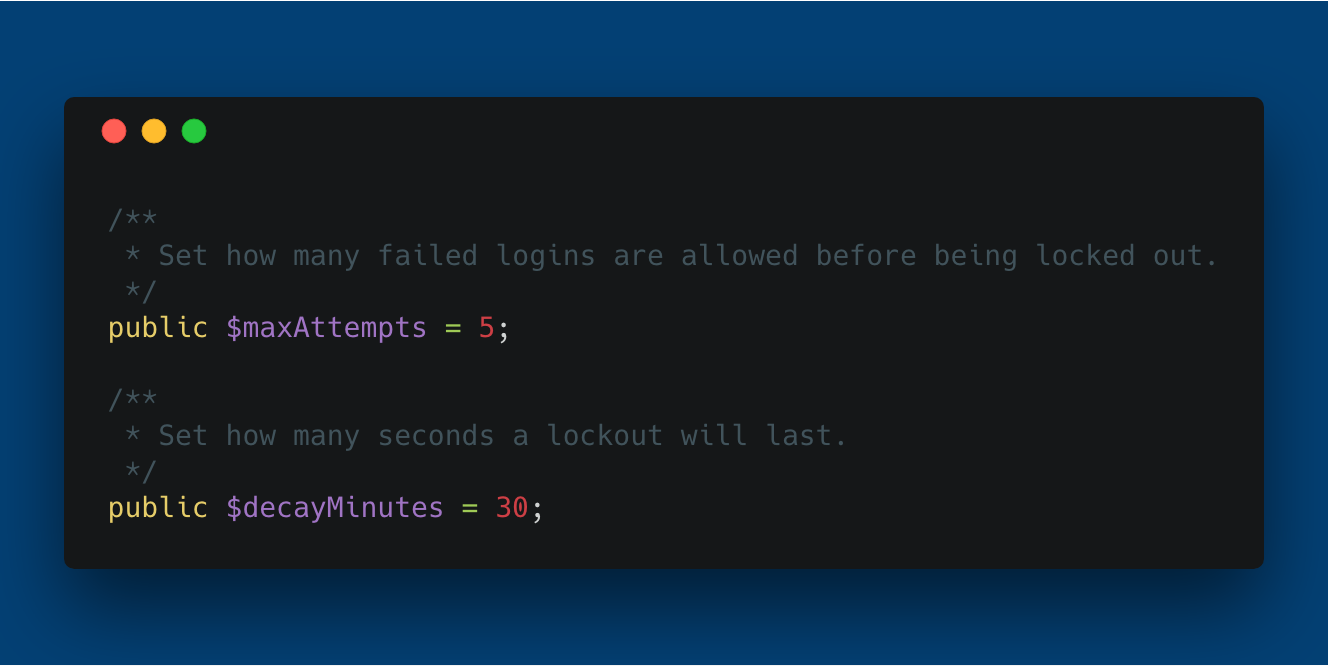 /**
 * Set how many failed logins are allowed before being locked out.
 */
public $maxAttempts = 5;
/**
 * Set how many seconds a lockout will last.
 */
public $decayMinutes = 30;